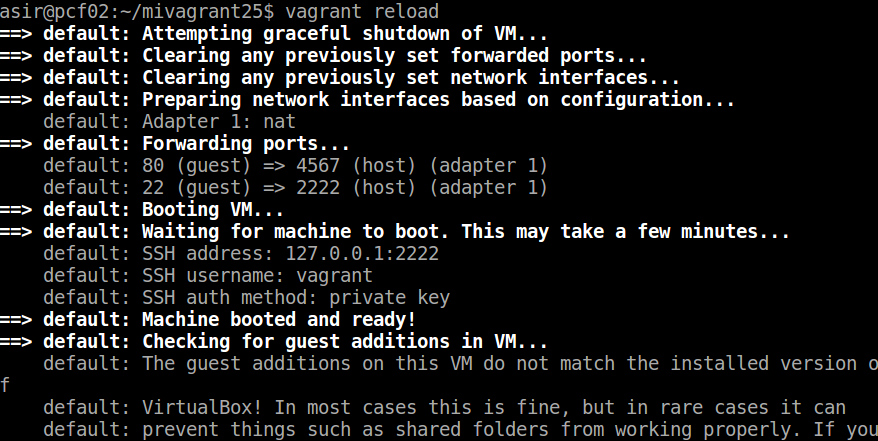 asir@pcf02:~/mivagrant25$ vagrant reload
==> default: Attempting graceful shutdown of VM...
==> default: Clearing any previously set forwarded ports...
==> default: Clearing any previously set network interfaces...
==> default: Preparing network interfaces based on configuration...
    default: Adapter 1: nat
==> default: Forwarding ports...
    default: 80 (guest) => 4567 (host) (adapter 1)
    default: 22 (guest) => 2222 (host) (adapter 1)
==> default: Booting VM...
==> default: Waiting for machine to boot. This may take a few minutes...
    default: SSH address: 127.0.0.1:2222
    default: SSH username: vagrant
    default: SSH auth method: private key
==> default: Machine booted and ready!
==> default: Checking for guest additions in VM...
    default: The guest additions on this VM do not match the installed version o
f
    default: VirtualBox! In most cases this is fine, but in rare cases it can
    default: prevent things such as shared folders from working properly. If you